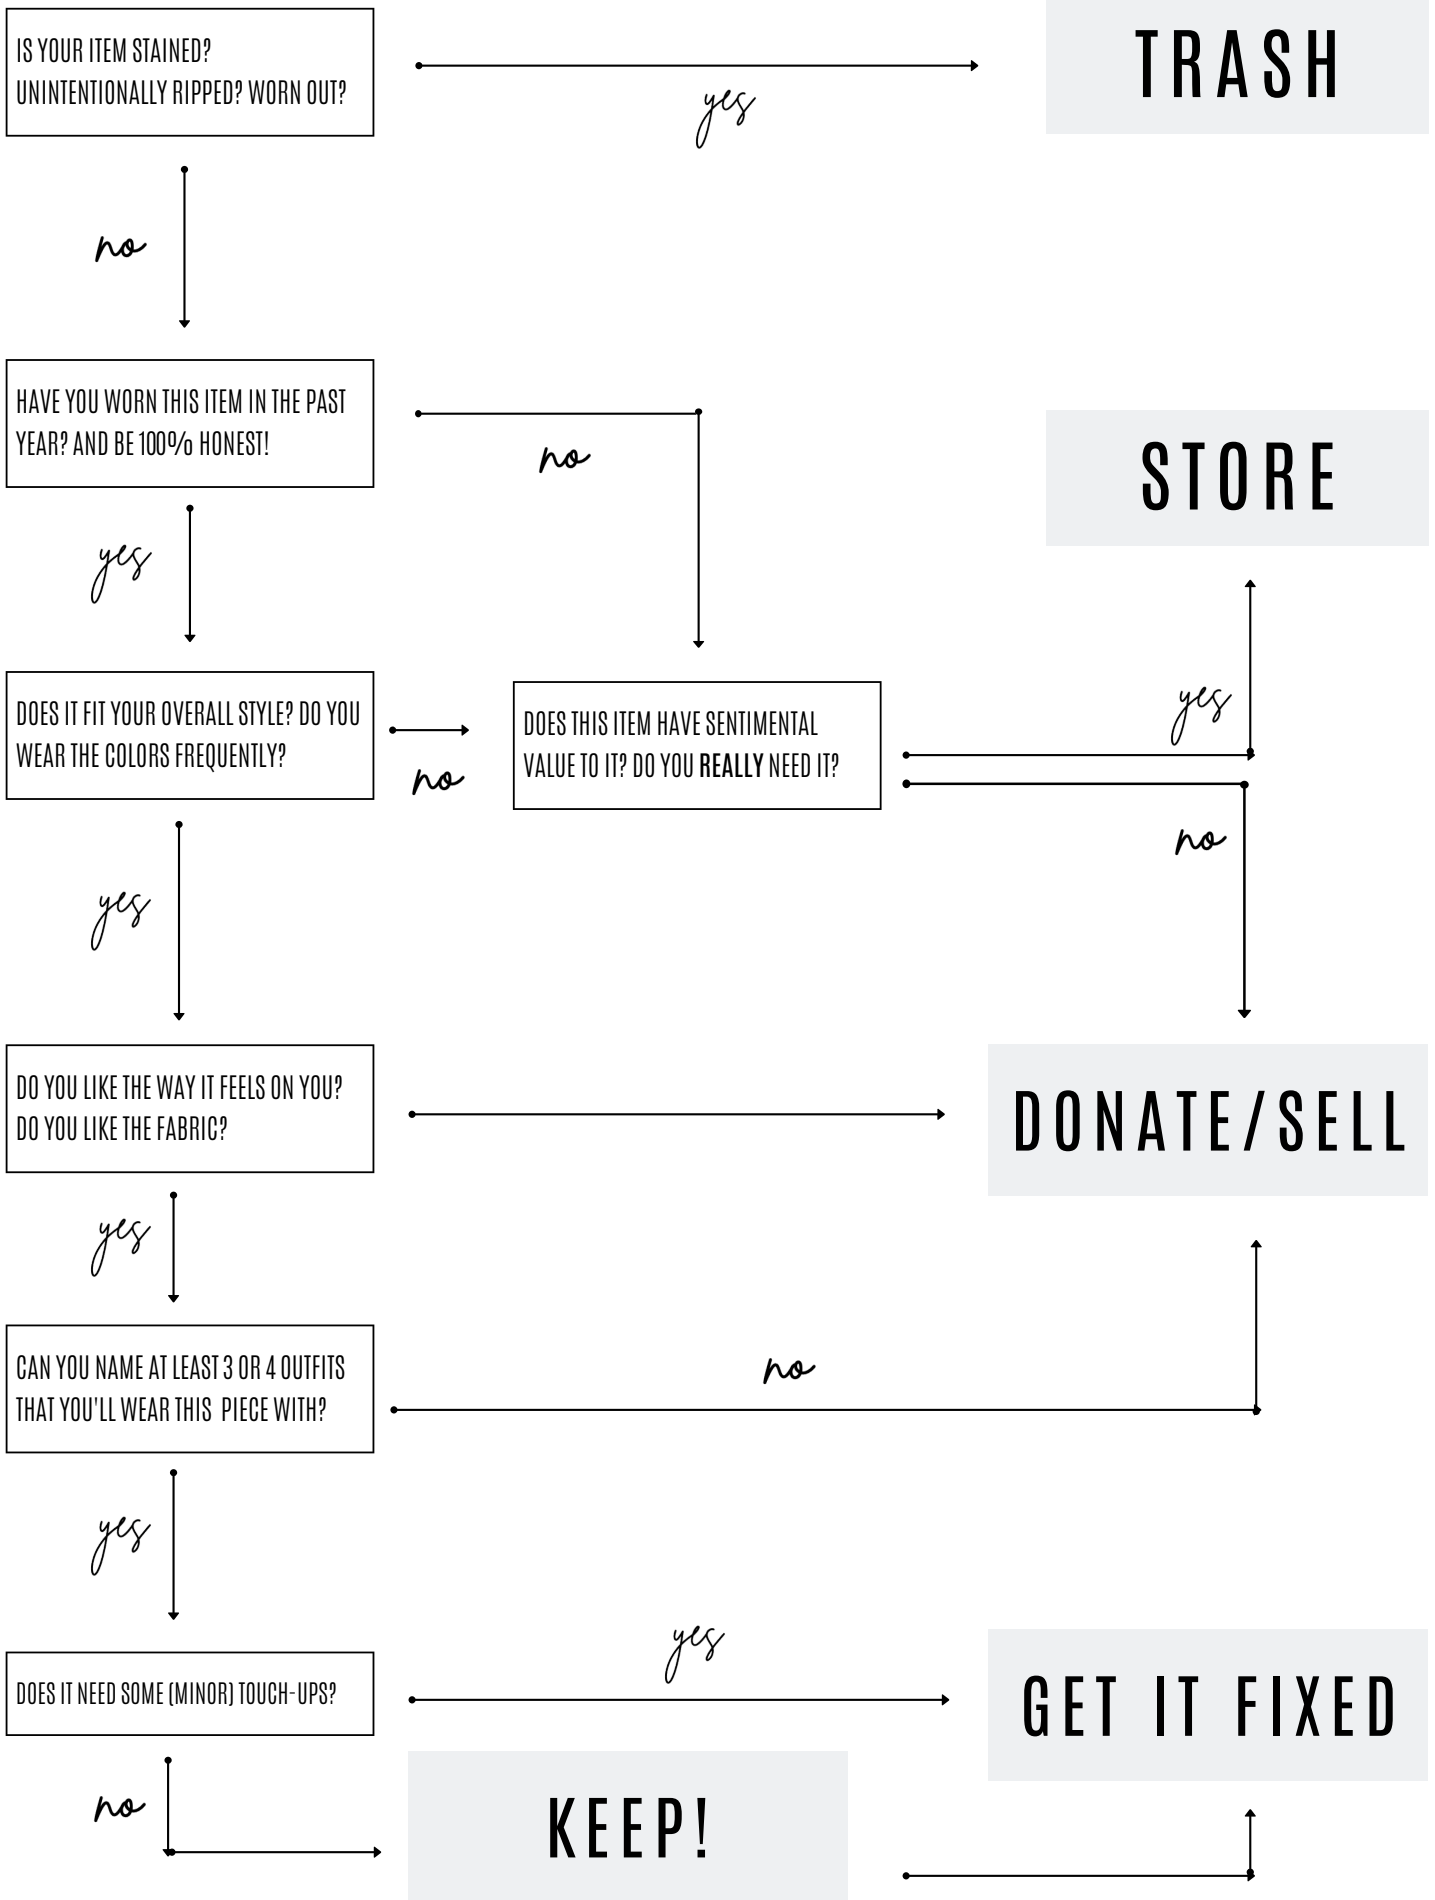 IS YOUR ITEM STAINED?
UNINTENTIONALLY RIPPED? WORN OUT?
yes
TRASH
no
HAVE YOU WORN THIS ITEM IN THE PAST
YEAR? AND BE 100% HONEST!
no
STORE
yes
DOES IT FIT YOUR OVERALL STYLE? DO YOU
WEAR THE COLORS FREQUENTLY?
no
DOES THIS ITEM HAVE SENTIMENTAL
VALUE TO IT? DO YOU REALLY NEED IT?
yes
no
yes
DO YOU LIKE THE WAY IT FEELS ON YOU?
DO YOU LIKE THE FABRIC?
DONATE/SELL
yes
CAN YOU NAME AT LEAST 3 OR 4 OUTFITS
THAT YOU'LL WEAR THIS PIECE WITH?
no
yes
DOES IT NEED SOME (MINOR) TOUCH-UPS?
yes
GET IT FIXED
no
KEEP!